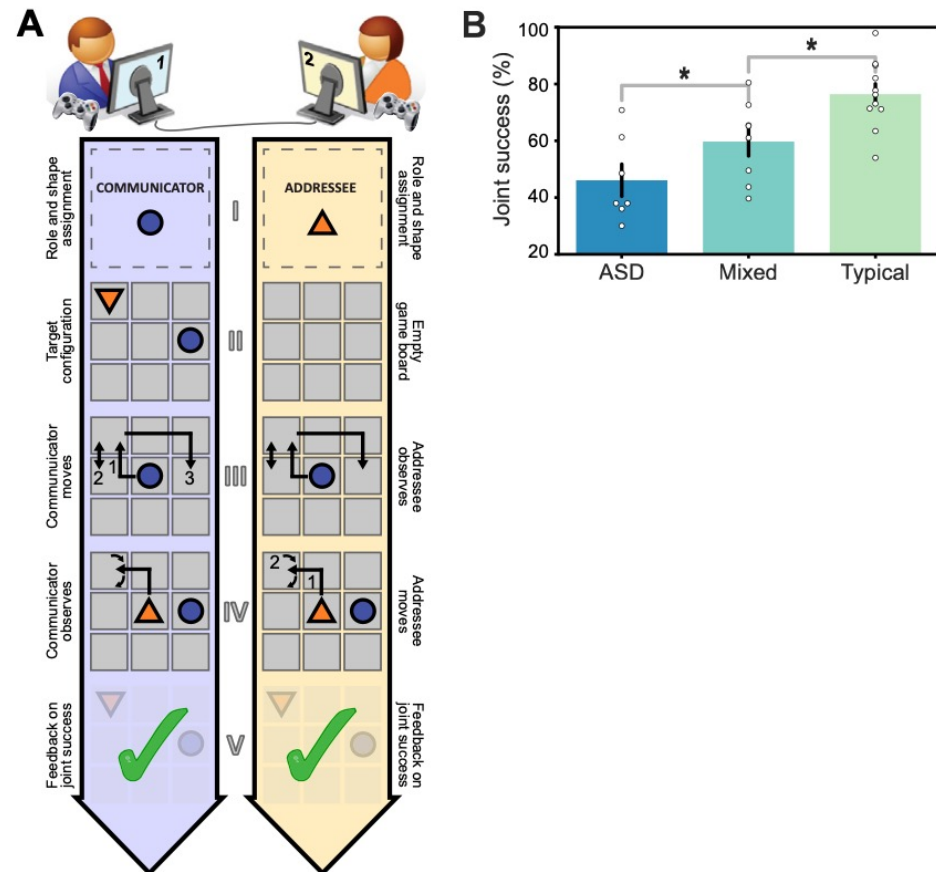 A
1
2
Role and shape
assignment
COMMUNICATOR
I
ADDRESSEE
Role and shape
assignment
Target
configuration
II
Empty
game board
Communicator
moves
2
1
3
III
Addressee
observes
Communicator
observes
IV
2
1
Addressee
moves
Feedback on
joint success
V
Feedback on
joint success
B
Joint success (%)
100
80
60
40
20
*
*
ASD
Mixed
Typical